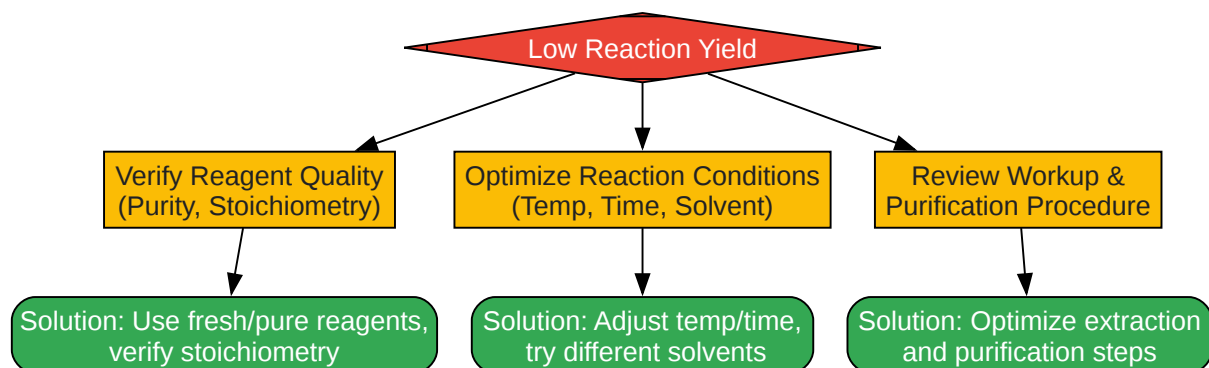 Low Reaction Yield
Verify Reagent Quality
(Purity, Stoichiometry)
Optimize Reaction Conditions
(Temp, Time, Solvent)
Review Workup &
Purification Procedure
Solution: Use fresh/pure reagents,
verify stoichiometry
Solution: Adjust temp/time,
try different solvents
Solution: Optimize extraction
and purification steps